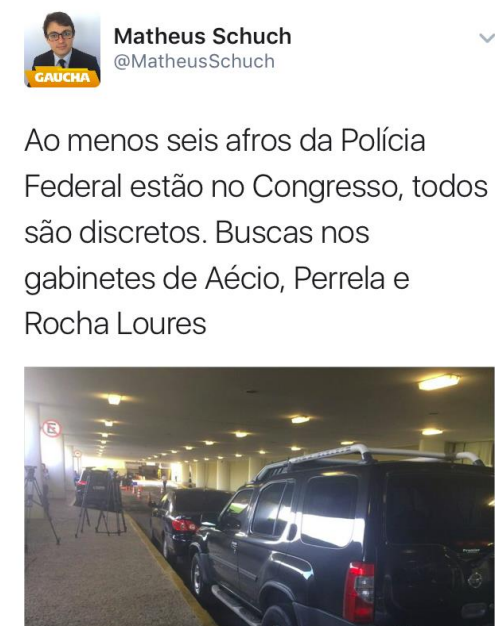 Matheus Schuch
@MatheusSchuch
GAUCHA
Ao menos seis afros da Polícia
Federal estão no Congresso, todos
são discretos. Buscas nos
gabinetes de Aécio, Perrela e
Rocha Loures
E